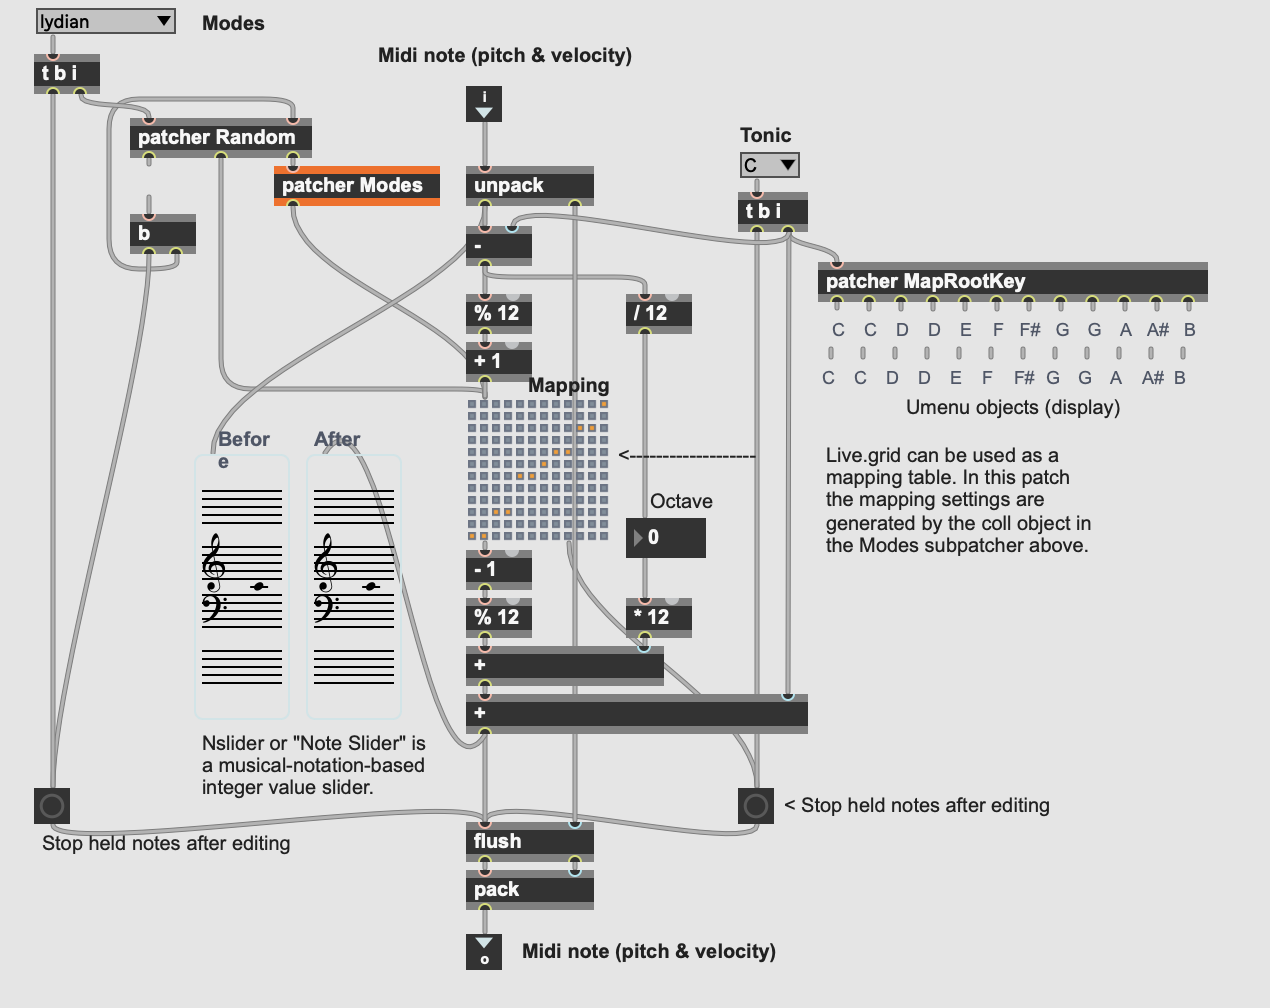 lydian
Modes
t b i
Midi note (pitch & velocity)
i
patcher Random
Tonic
C
patcher Modes
unpack
t b i
b
-
patcher MapRootKey
% 12
/ 12
C C D D E F F# G G A A# B
+ 1
C C D D E F F# G G A A# B
Mapping
Umenu objects (display)
Befor
e
After
<--------------------
Live.grid can be used as a
mapping table. In this patch
the mapping settings are
generated by the coll object in
the Modes subpatcher above.
Octave
0
- 1
% 12
* 12
+
+
Nslider or "Note Slider" is
a musical-notation-based
integer value slider.
< Stop held notes after editing
Stop held notes after editing
flush
pack
o
Midi note (pitch & velocity)